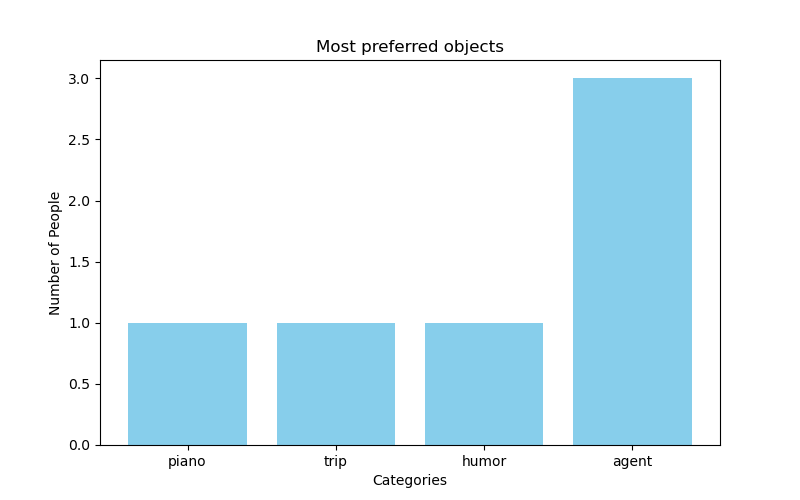 Most preferred objects
3.0
2.5
2.0
1.5
1.0
0.5
0.0
Number of People
piano trip humor agent
Categories